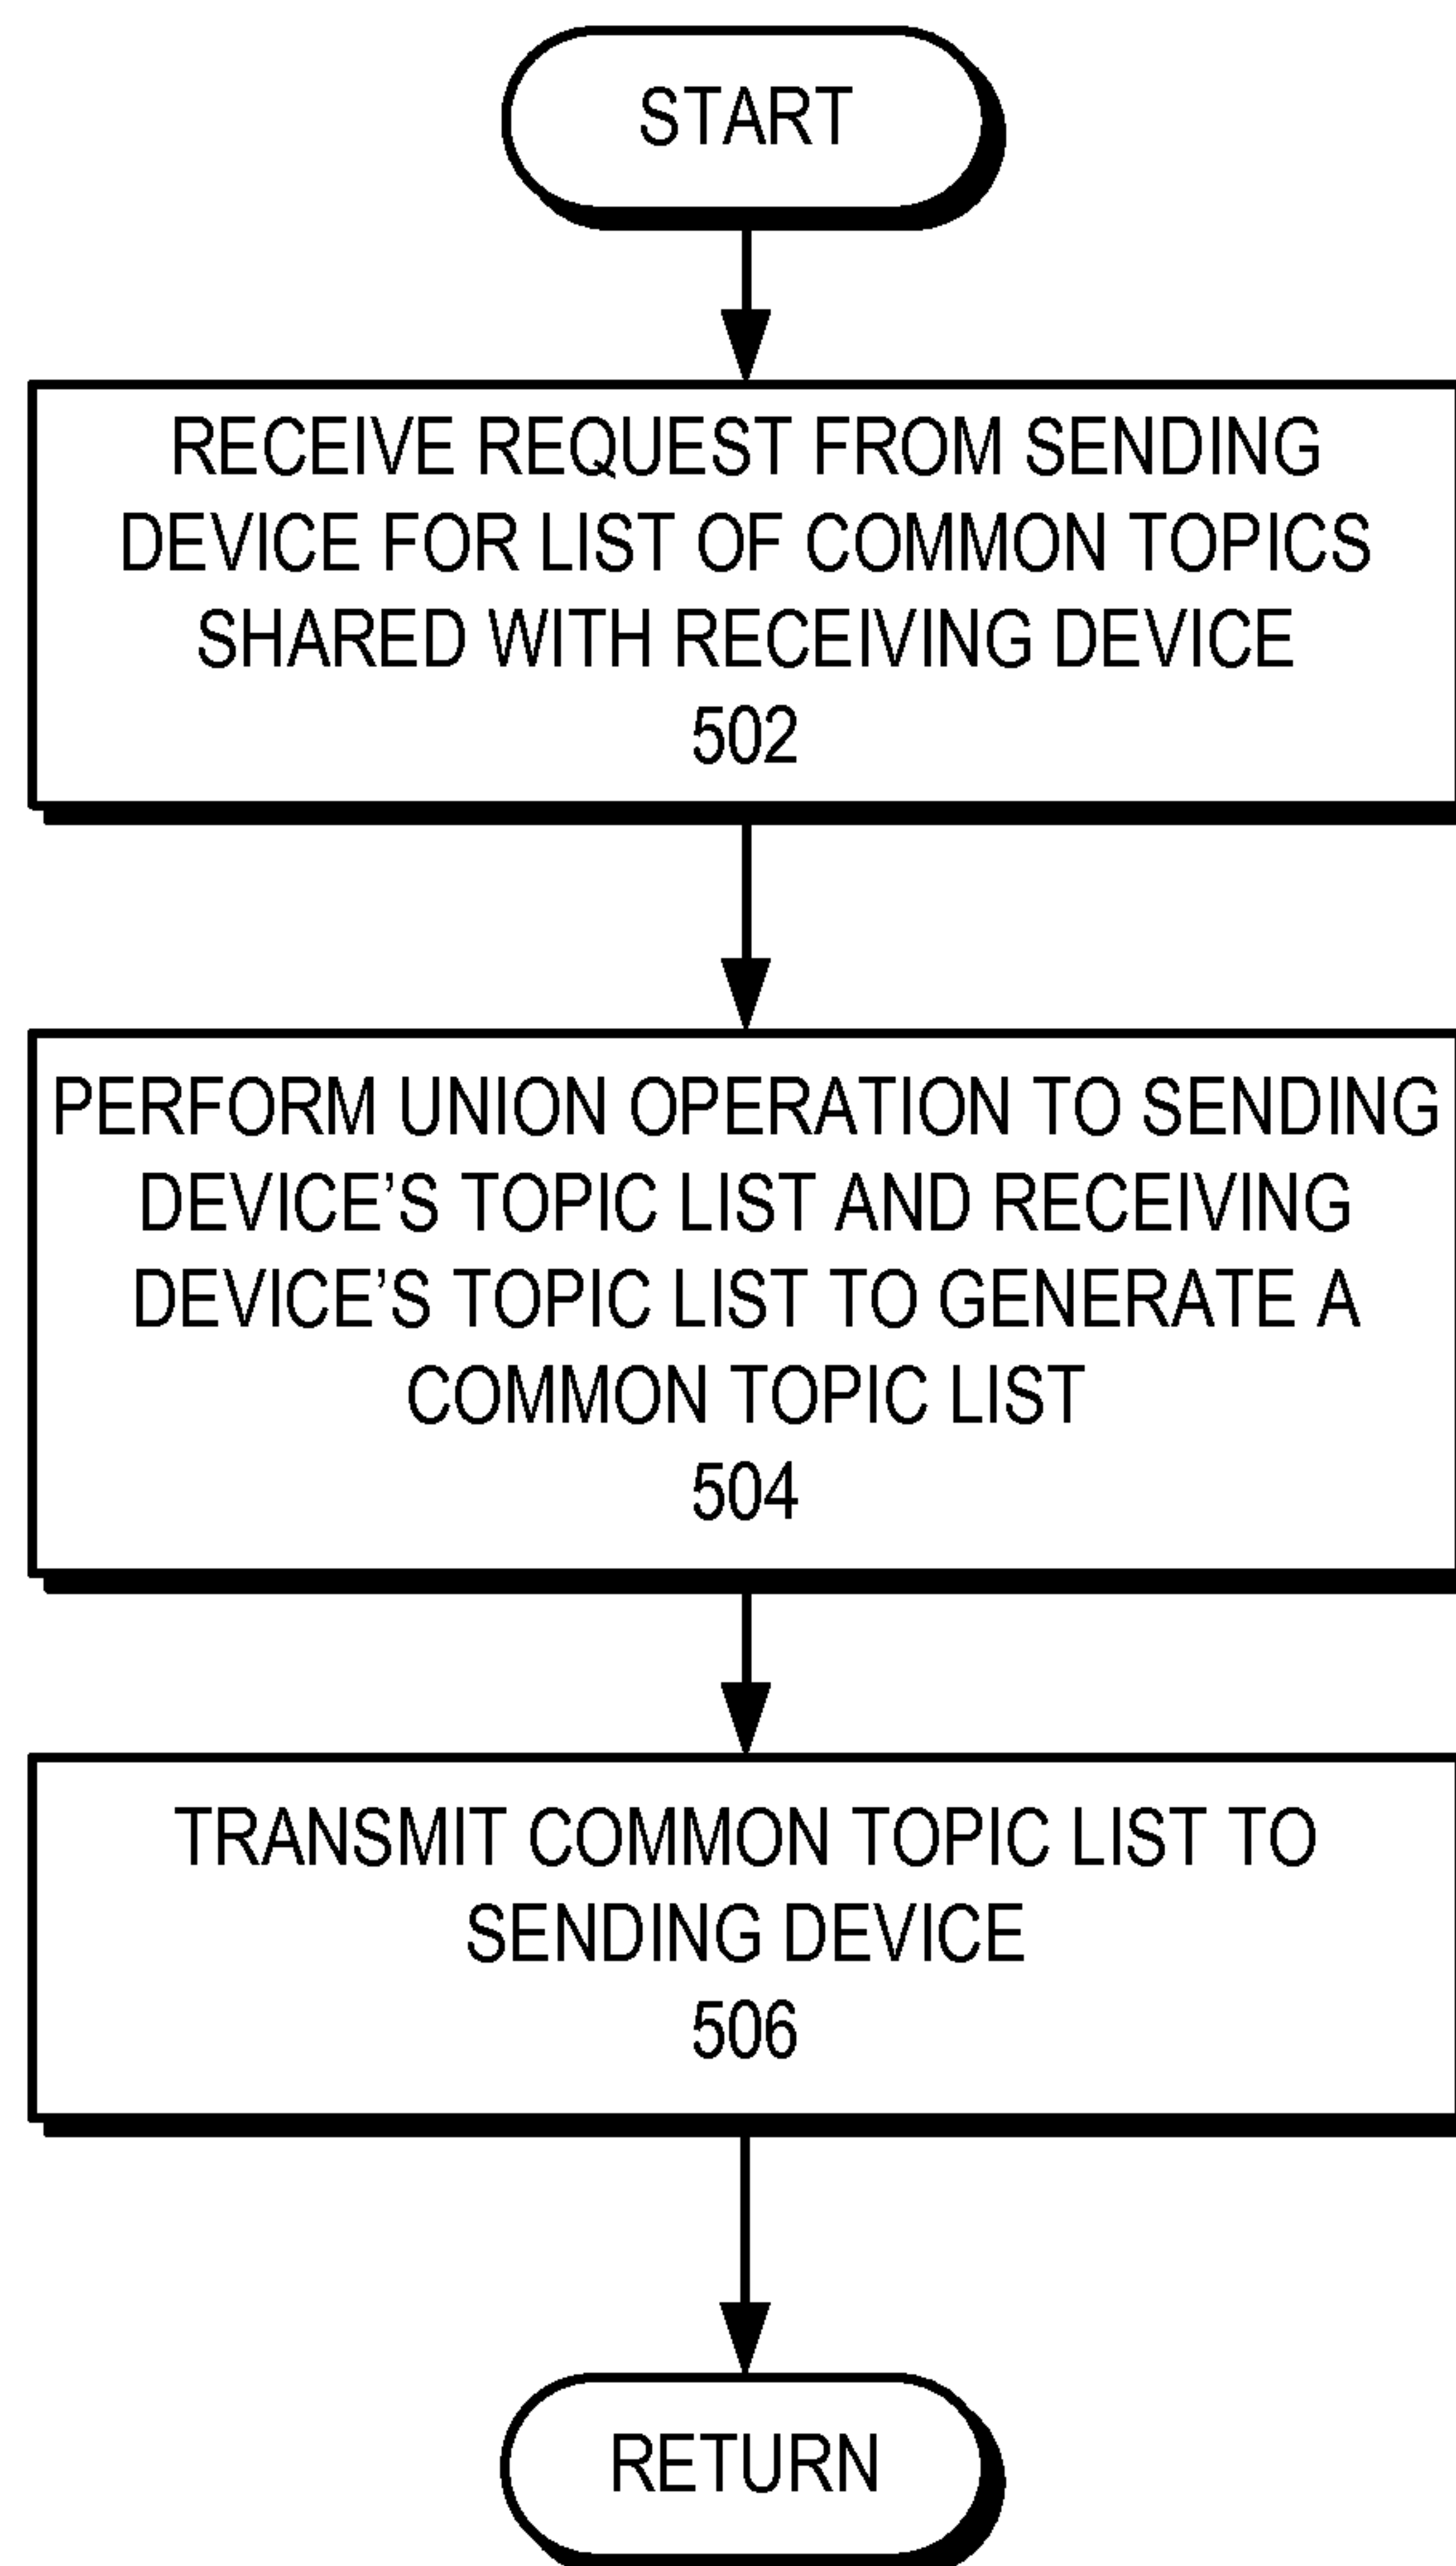 START
RECEIVE REQUEST FROM SENDING
DEVICE FOR LIST OF COMMON TOPICS
SHARED WITH RECEIVING DEVICE
502
PERFORM UNION OPERATION TO SENDING
DEVICE'S TOPIC LIST AND RECEIVING
DEVICE'S TOPIC LIST TO GENERATE A
COMMON TOPIC LIST
504
TRANSMIT COMMON TOPIC LIST TO
SENDING DEVICE
506
RETURN